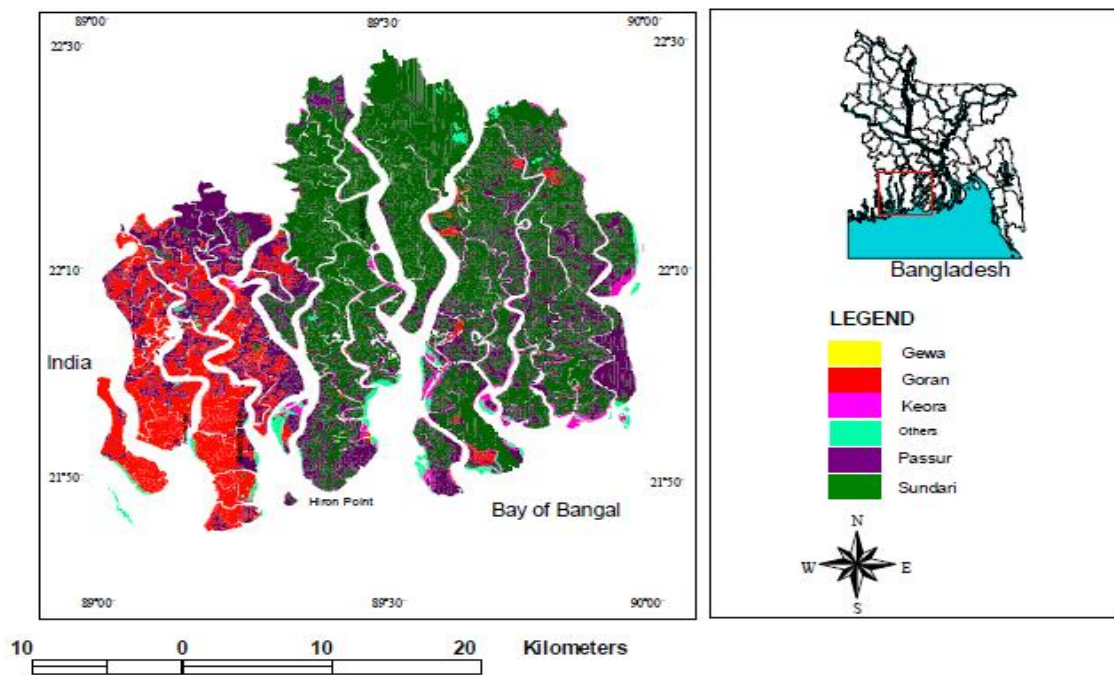 89°00'
89°30'
90°00'
22°30'
22°30'
22°10'
22°10'
India
21°50'
21°50'
Hiron Point
Bay of Bangal
89°00'
89°30'
90°00'
10 0 10 20 Kilometers
Bangladesh
LEGEND
Gewa
Goran
Keora
Others
Passur
Sundari
N
W E
S